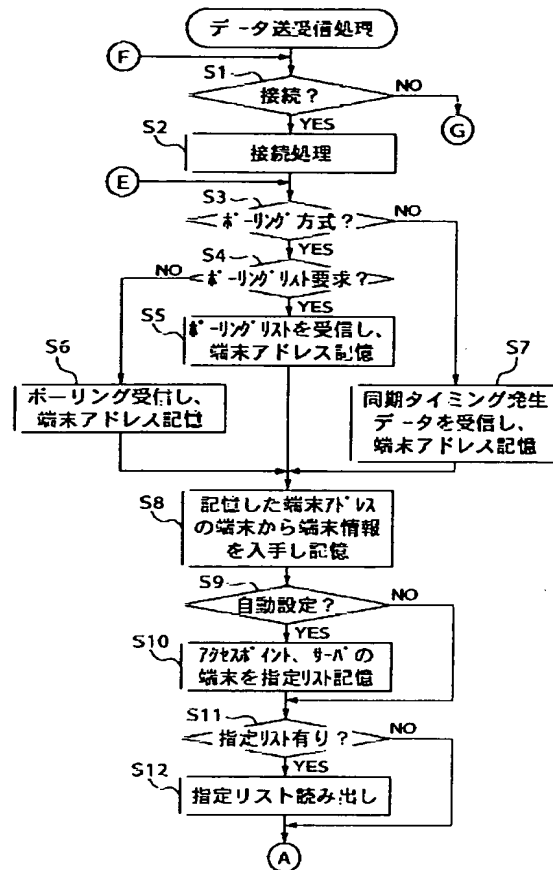 データ送受信処理
F
S1
接続?
NO
G
YES
S2
接続処理
E
S3
ポーリング方式?
NO
YES
S4
NO
ポーリングリスト要求?
YES
S5
ポーリングリストを受信し、
端末アドレス記憶
S6
ポーリング受付し、
端末アドレス記憶
S7
同期タイミング発生
データを受信し、
端末アドレス記憶
S8
記憶した端末アドレス
の端末から端末情報
を入手し記憶
S9
自動設定?
NO
YES
S10
アクセスポイント、サーバの
端末を指定リスト記憶
S11
指定リスト有り?
NO
YES
S12
指定リスト読み出し
A